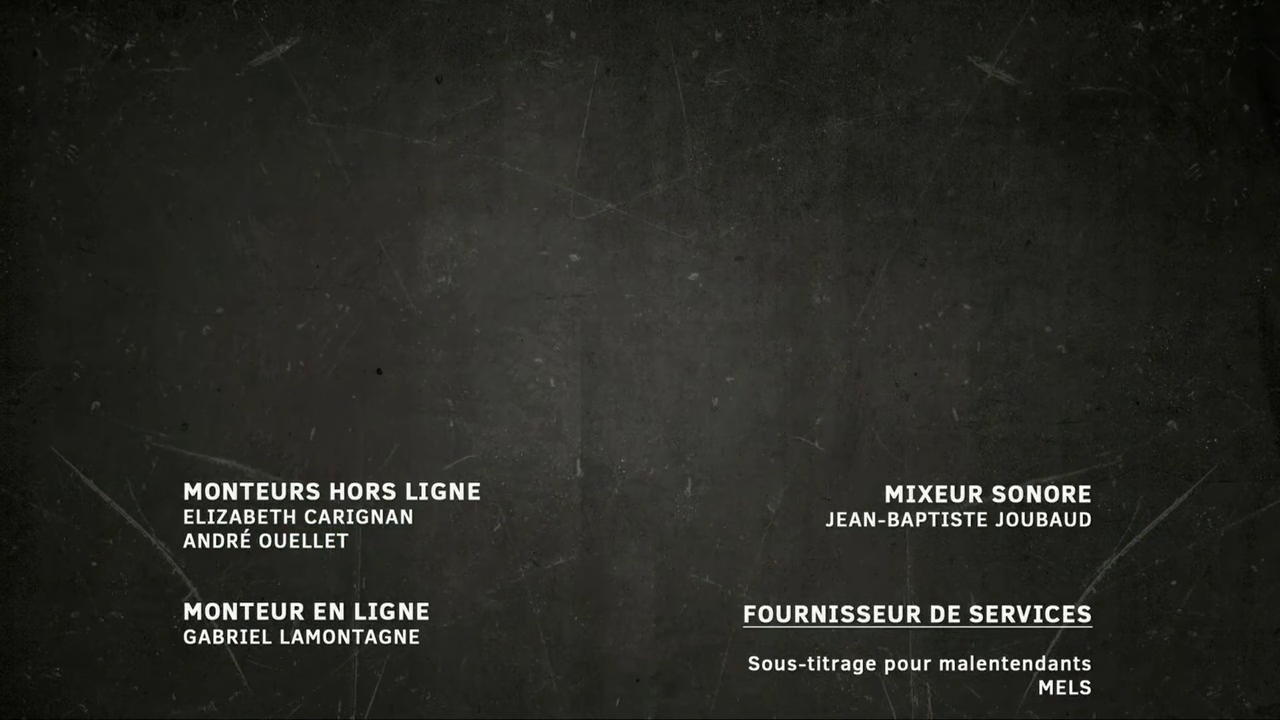 MONTEURS HORS LIGNE
ELIZABETH CARIGNAN
ANDRÉ OUELLET
MONTEUR EN LIGNE
GABRIEL LAMONTAGNE
MIXEUR SONORE
JEAN-BAPTISTE JOUBAUD
FOURNISSEUR DE SERVICES
Sous-titrage pour malentendants
MELS